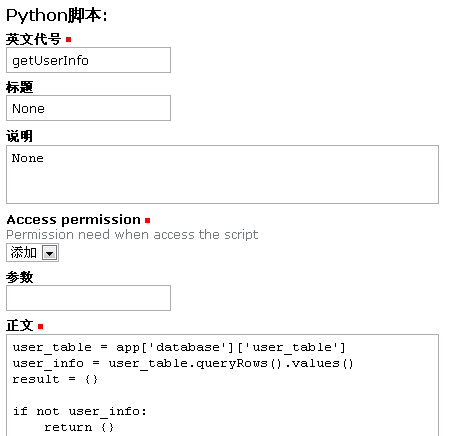 Python脚本:
英文代号
getUserInfo
标题
None
说明
None
Access permission
Permission need when access the script
添加
参数
正文
user_table = app['database']['user_table']
user_info = user_table.queryRows().values()
result = {}
if not user_info:
    return {}